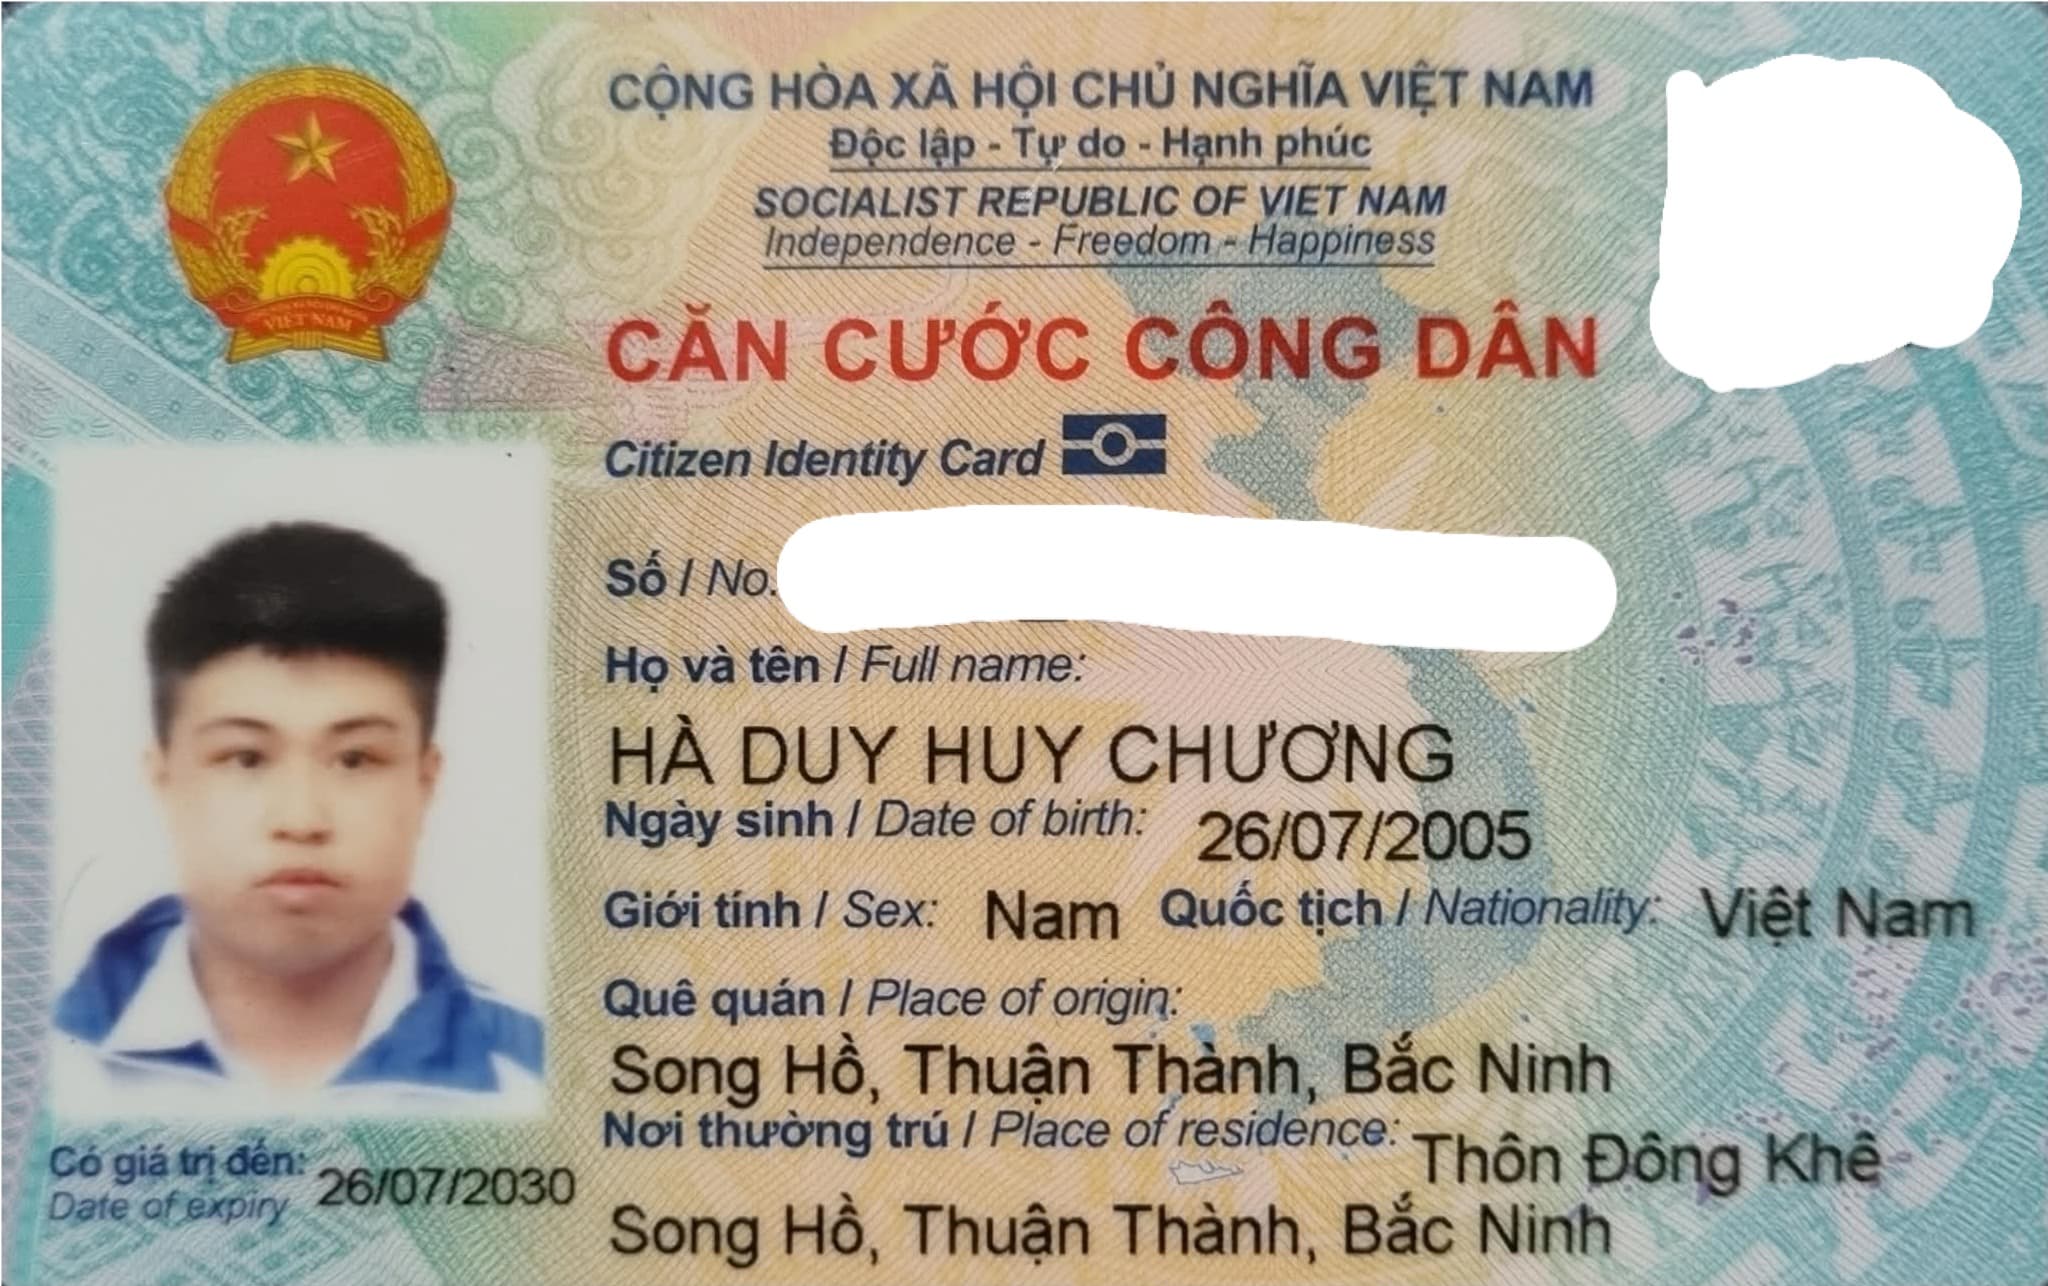 CỘNG HÒA XÃ HỘI CHỦ NGHĨA VIỆT NAM
Độc lập - Tự do - Hạnh phúc
SOCIALIST REPUBLIC OF VIET NAM
Independence - Freedom - Happiness
VIỆT NAM
CĂN CƯỚC CÔNG DÂN
Citizen Identity Card
Số / No.
Họ và tên / Full name:
HÀ DUY HUY CHƯƠNG
Ngày sinh / Date of birth: 26/07/2005
Giới tính / Sex: Nam Quốc tịch / Nationality: Việt Nam
Quê quán / Place of origin:
Song Hồ, Thuận Thành, Bắc Ninh
Nơi thường trú / Place of residence: Thôn Đông Khê
Song Hồ, Thuận Thành, Bắc Ninh
Có giá trị đến: 26/07/2030
Date of expiry